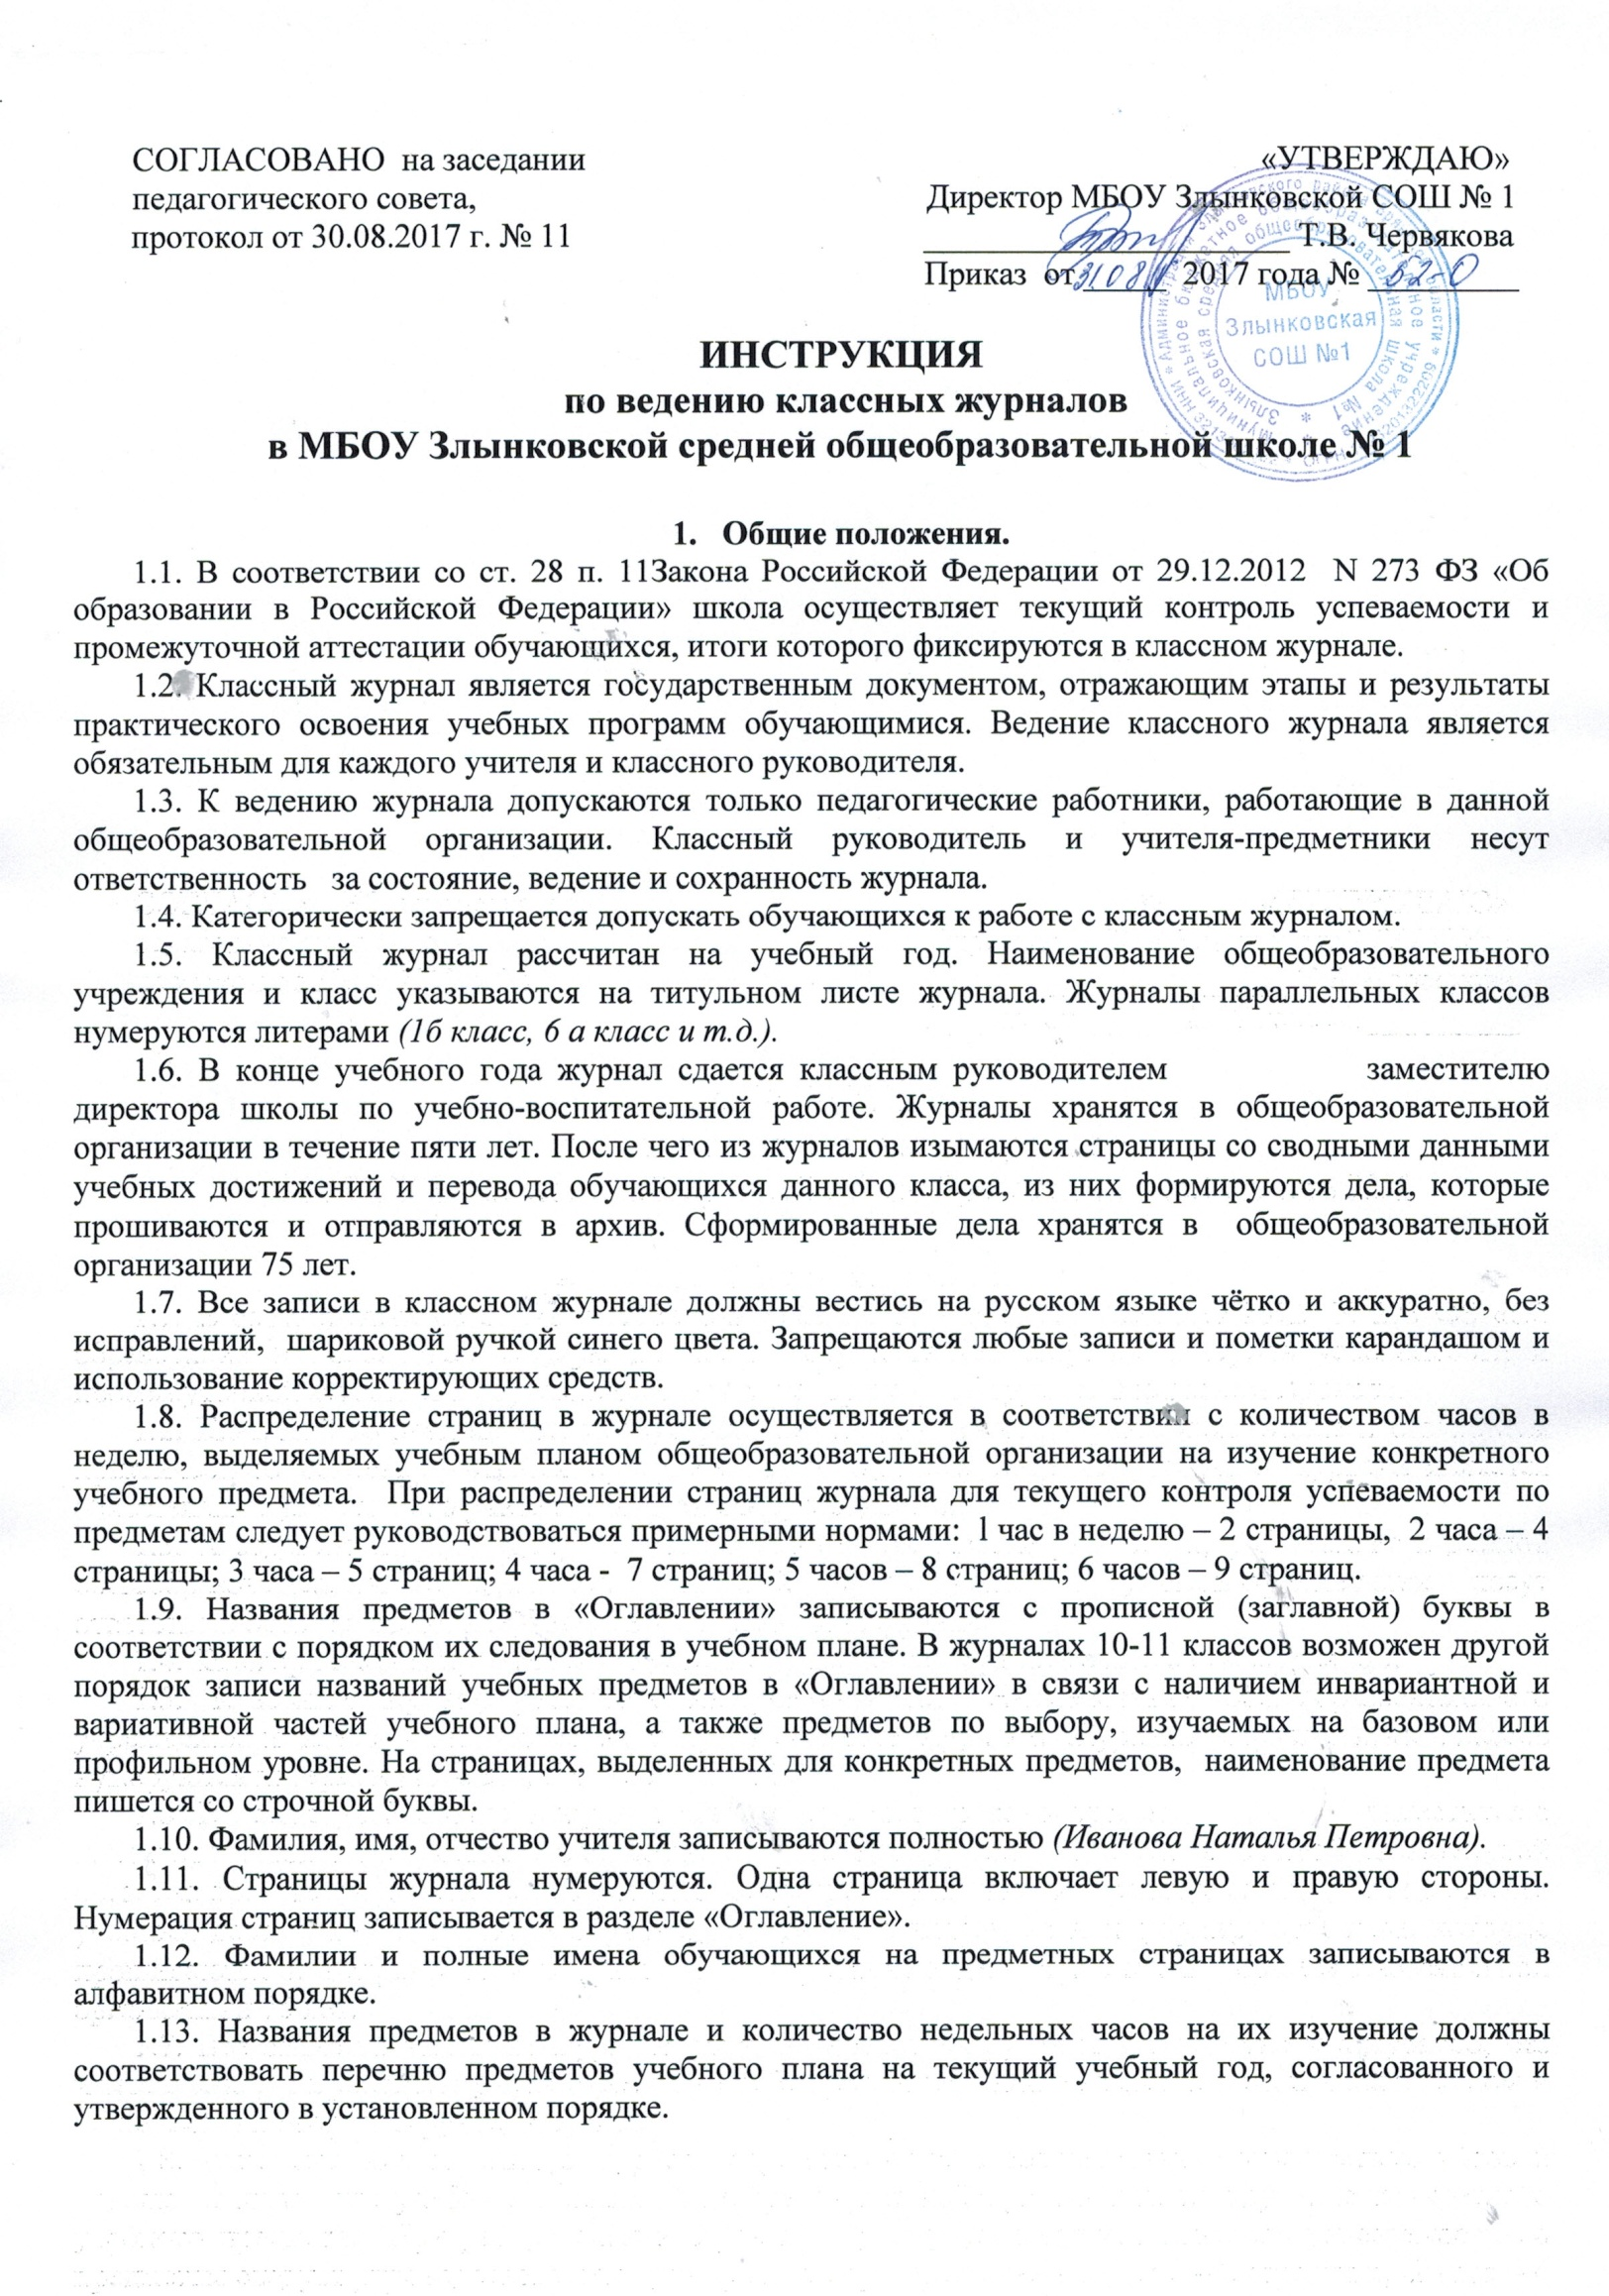 СОГЛАСОВАНО на заседании
педагогического совета,
протокол от 30.08.2017 г. № 11
«УТВЕРЖДАЮ»
Директор МБОУ Злынковской СОШ № 1
Т.В. Червякова
Приказ от 31.08 2017 года № 52-О
МБОУ
Злынковская
СОШ №1
ИНСТРУКЦИЯ
по ведению классных журналов
в МБОУ Злынковской средней общеобразовательной школе № 1
1. Общие положения.
1.1. В соответствии со ст. 28 п. 11Закона Российской Федерации от 29.12.2012 N 273 ФЗ «Об
образовании в Российской Федерации» школа осуществляет текущий контроль успеваемости и
промежуточной аттестации обучающихся, итоги которого фиксируются в классном журнале.
1.2. Классный журнал является государственным документом, отражающим этапы и результаты
практического освоения учебных программ обучающимися. Ведение классного журнала является
обязательным для каждого учителя и классного руководителя.
1.3. К ведению журнала допускаются только педагогические работники, работающие в данной
общеобразовательной организации. Классный руководитель и учителя-предметники несут
ответственность за состояние, ведение и сохранность журнала.
1.4. Категорически запрещается допускать обучающихся к работе с классным журналом.
1.5. Классный журнал рассчитан на учебный год. Наименование общеобразовательного
учреждения и класс указываются на титульном листе журнала. Журналы параллельных классов
нумеруются литерами (1б класс, 6 а класс и т.д.).
1.6. В конце учебного года журнал сдается классным руководителем заместителю
директора школы по учебно-воспитательной работе. Журналы хранятся в общеобразовательной
организации в течение пяти лет. После чего из журналов изымаются страницы со сводными данными
учебных достижений и перевода обучающихся данного класса, из них формируются дела, которые
прошиваются и отправляются в архив. Сформированные дела хранятся в общеобразовательной
организации 75 лет.
1.7. Все записи в классном журнале должны вестись на русском языке чётко и аккуратно, без
исправлений, шариковой ручкой синего цвета. Запрещаются любые записи и пометки карандашом и
использование корректирующих средств.
1.8. Распределение страниц в журнале осуществляется в соответствии с количеством часов в
неделю, выделяемых учебным планом общеобразовательной организации на изучение конкретного
учебного предмета. При распределении страниц журнала для текущего контроля успеваемости по
предметам следует руководствоваться примерными нормами: 1 час в неделю – 2 страницы, 2 часа – 4
страницы; 3 часа – 5 страниц; 4 часа - 7 страниц; 5 часов – 8 страниц; 6 часов – 9 страниц.
1.9. Названия предметов в «Оглавлении» записываются с прописной (заглавной) буквы в
соответствии с порядком их следования в учебном плане. В журналах 10-11 классов возможен другой
порядок записи названий учебных предметов в «Оглавлении» в связи с наличием инвариантной и
вариативной частей учебного плана, а также предметов по выбору, изучаемых на базовом или
профильном уровне. На страницах, выделенных для конкретных предметов, наименование предмета
пишется со строчной буквы.
1.10. Фамилия, имя, отчество учителя записываются полностью (Иванова Наталья Петровна).
1.11. Страницы журнала нумеруются. Одна страница включает левую и правую стороны.
Нумерация страниц записывается в разделе «Оглавление».
1.12. Фамилии и полные имена обучающихся на предметных страницах записываются в
алфавитном порядке.
1.13. Названия предметов в журнале и количество недельных часов на их изучение должны
соответствовать перечню предметов учебного плана на текущий учебный год, согласованного и
утвержденного в установленном порядке.